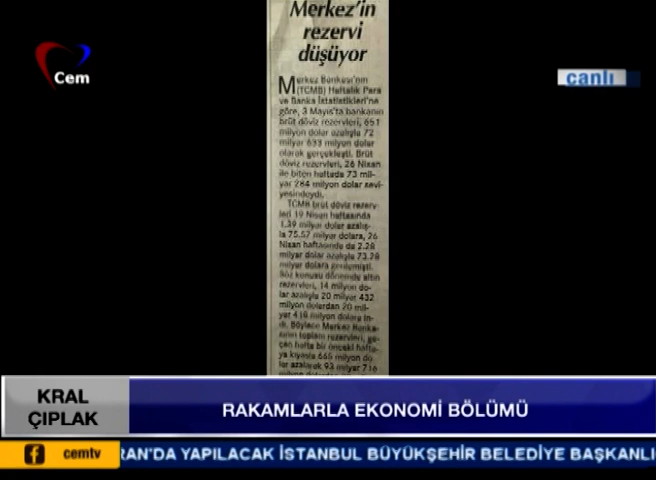 Merkez'in
rezervi
düşüyor
Merkez Bankası'nın
(TCMB) Haftalık Para
ve Banka İstatistikleri'ne
göre, 3 Mayıs'ta bankanın
brüt döviz rezervleri, 651
milyon dolar azalışla 72
milyar 633 milyon dolar
olarak gerçekleşti. Brüt
döviz rezervleri, 26 Nisan
ile biten haftada 73 mil-
yar 284 milyon dolar sevi-
yesindeydi.
TCMB brüt döviz rezerv-
leri 19 Nisan haftasında
1.39 milyar dolar azalış-
la 75.57 milyar dolara, 26
Nisan haftasında da 2.28
milyar dolar azalışla 73.28
milyar dolara gerilemişti.
Söz konusu dönemde altın
rezervleri, 14 milyon do-
lar azalışla 20 milyar 432
milyon dolardan 20 mil-
yar 418 milyon dolara in-
di. Böylece Merkez Banka-
sının toplam rezervleri, ge-
çen hafta bir önceki hafta-
ya kıyasla 665 milyon do-
lar azalarak 93 milyar 716
Cem
canlı
KRAL
ÇIPLAK
RAKAMLARLA EKONOMİ BÖLÜMÜ
cemtv
RAN'DA YAPILACAK İSTANBUL BÜYÜKŞEHİR BELEDİYE BAŞKANLI